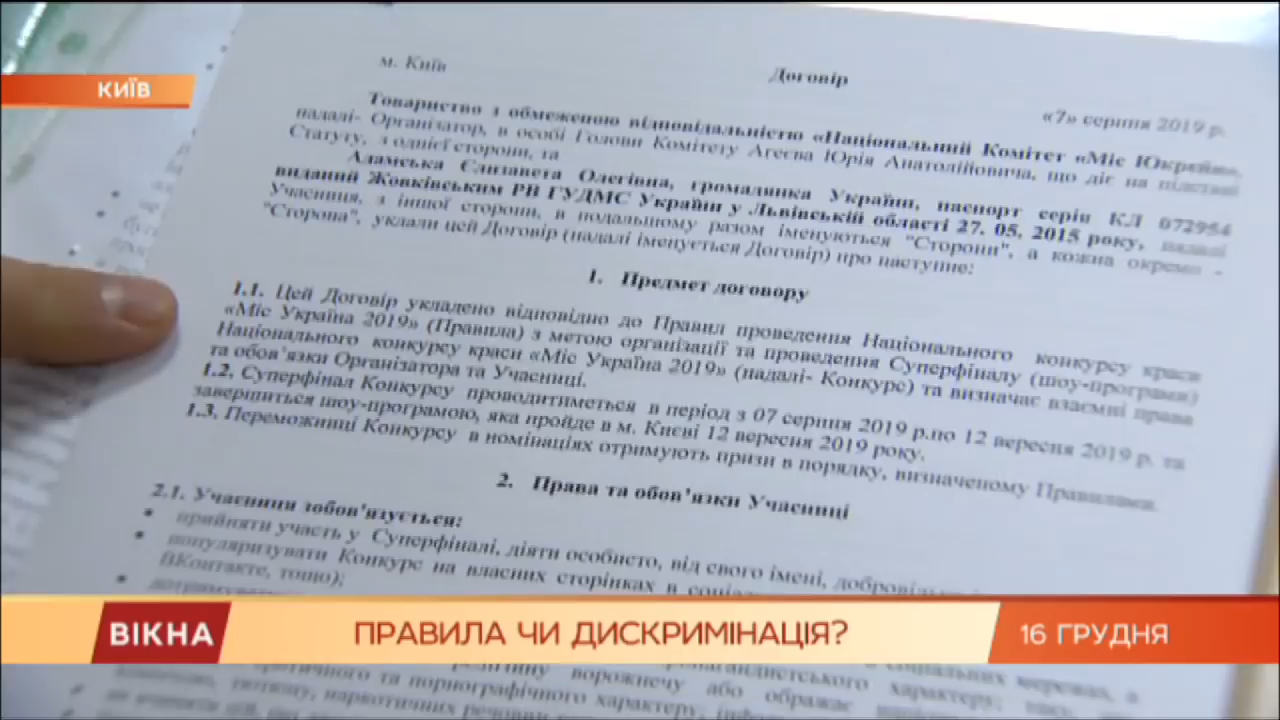 м. Київ
Договір
КИЇВ
«7» серпня 2019 р.
Товариство з обмеженою відповідальністю «Національний Комітет «Міс Юкрейн»,
надалі- Організатор, в особі Голови Комітету Агєєва Юрія Анатолійовича, що діє на підставі
Статуту, з однієї сторони, та
Адамська Єлизавета Олегівна, громадянка України, паспорт серія КЛ 072954
виданий Жовківським РВ ГУДМС України у Львівській області 27. 05. 2015 року, надалі
Учасниця, з іншої сторони, в подальшому разом іменуються "Сторони", а кожна окремо -
"Сторона", уклали цей Договір (надалі іменується Договір) про наступне:
1. Предмет договору
1.1. Цей Договір укладено відповідно до Правил проведення Національного конкурсу краси
«Міс Україна 2019» (Правила) з метою організації та проведення Суперфіналу (шоу-програми)
Національного конкурсу краси «Міс Україна 2019» (надалі- Конкурс) та визначає взаємні права
та обов'язки Організатора та Учасниці.
1.2. Суперфінал Конкурсу проводитиметься в період з 07 серпня 2019 р.по 12 вересня 2019 р. та
завершиться шоу-програмою, яка пройде в м. Києві 12 вересня 2019 року.
1.3. Переможниці Конкурсу в номінаціях отримують призи в порядку, визначеному Правилами.
2. Права та обов'язки Учасниці
2.1. Учасниця зобов'язується:
• прийняти участь у Суперфіналі, діяти особисто, від свого імені,
• популяризувати Конкурс на власних сторінках в
ВКонтакте, тощо);
ВІКНА
ПРАВИЛА ЧИ ДИСКРИМІНАЦІЯ?
16 ГРУДНЯ
ворожнечу або ображає
та порнографічного характеру;